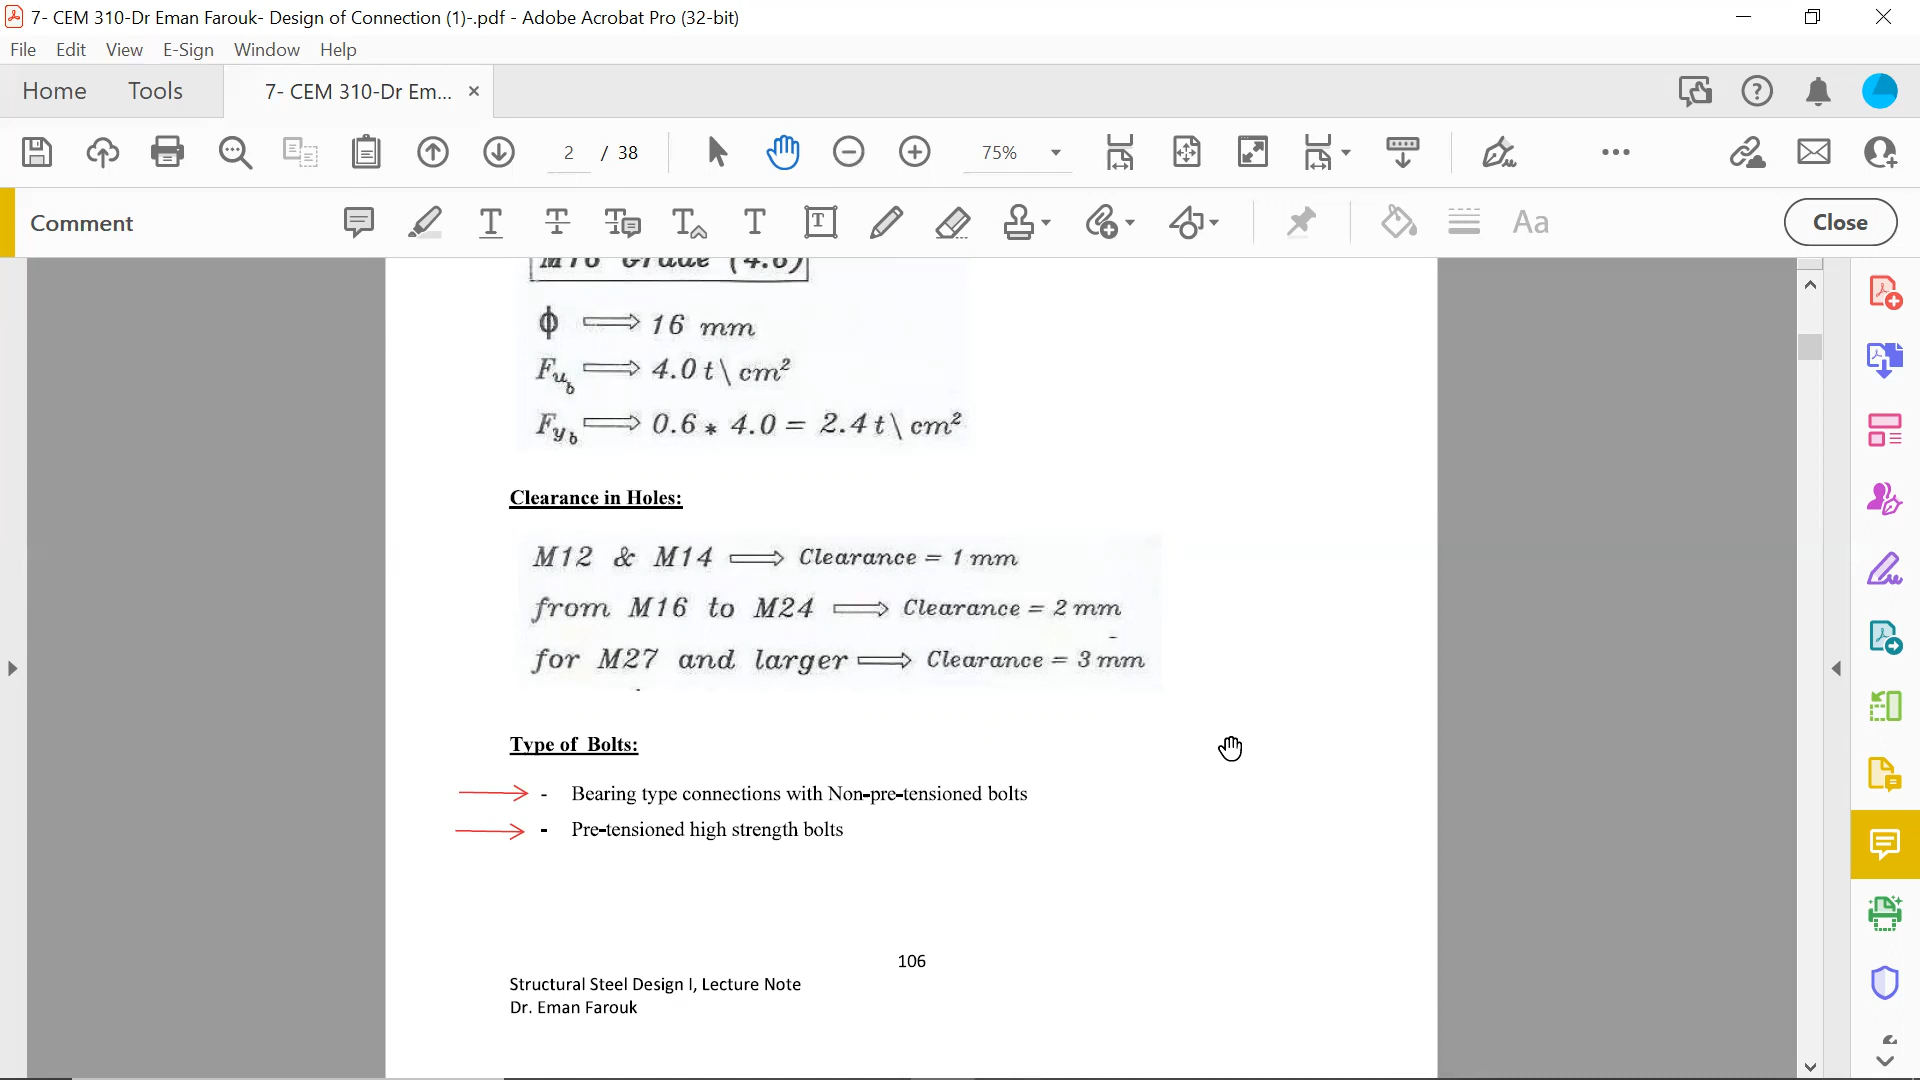 7- CEM 310-Dr Eman Farouk- Design of Connection (1)-.pdf - Adobe Acrobat Pro (32-bit)
File Edit View E-Sign Window Help
Home Tools 7- CEM 310-Dr Em... ×
2 / 38 75%
Comment Aa Close
M16 Grade (4.6)
ϕ ⟹ 16 mm
Fub ⟹ 4.0 t\cm²
Fyb ⟹ 0.6 * 4.0 = 2.4 t\cm²
Clearance in Holes:
M12 & M14 ⟹ Clearance = 1 mm
from M16 to M24 ⟹ Clearance = 2 mm
for M27 and larger ⟹ Clearance = 3 mm
Type of Bolts:
- Bearing type connections with Non-pre-tensioned bolts
- Pre-tensioned high strength bolts
106
Structural Steel Design I, Lecture Note
Dr. Eman Farouk